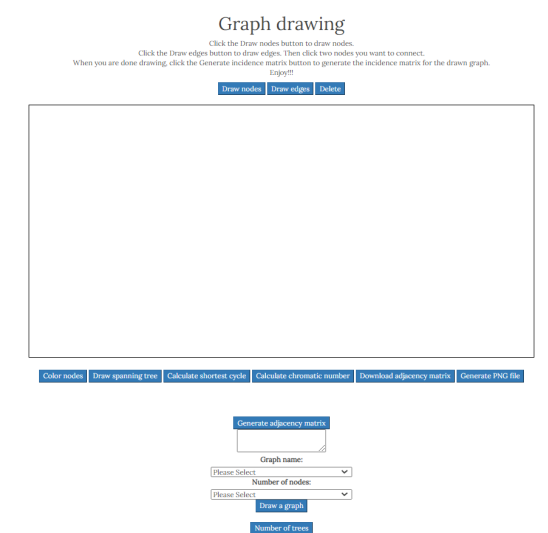 Graph drawing
Click the Draw nodes button to draw nodes.
Click the Draw edges button to draw edges. Then click two nodes you want to connect.
When you are done drawing, click the Generate incidence matrix button to generate the incidence matrix for the drawn graph.
Enjoy!!!
Draw nodes Draw edges Delete
Color nodes Draw spanning tree Calculate shortest cycle Calculate chromatic number Download adjacency matrix Generate PNG file
Generate adjacency matrix
Graph name:
Please Select
Number of nodes:
Please Select
Draw a graph
Number of trees